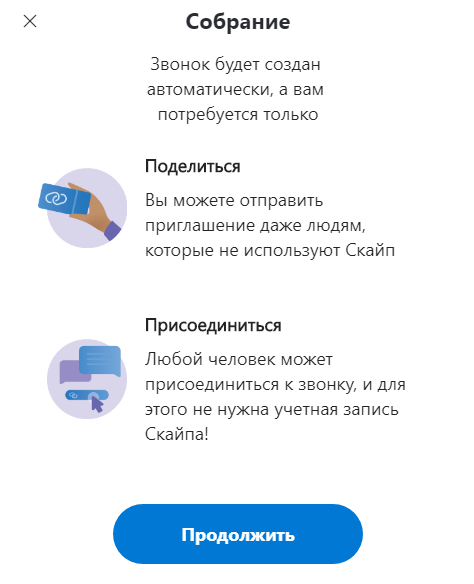 Собрание
Звонок будет создан
автоматически, а вам
потребуется только
Поделиться
Вы можете отправить
приглашение даже людям,
которые не используют Скайп
Присоединиться
Любой человек может
присоединиться к звонку, и для
этого не нужна учетная запись
Скайпа!
Продолжить